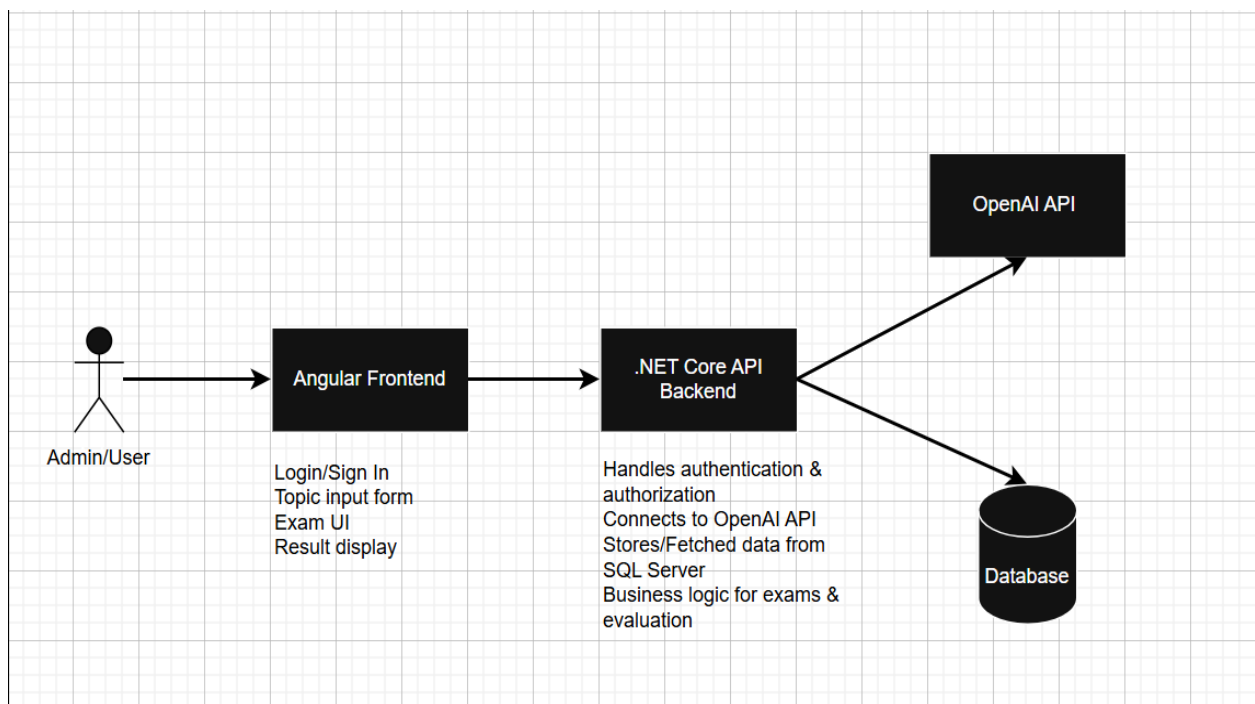 Admin/User
Angular Frontend
Login/Sign In
Topic input form
Exam UI
Result display
.NET Core API
Backend
Handles authentication &
authorization
Connects to OpenAI API
Stores/Fetched data from
SQL Server
Business logic for exams &
evaluation
OpenAI API
Database